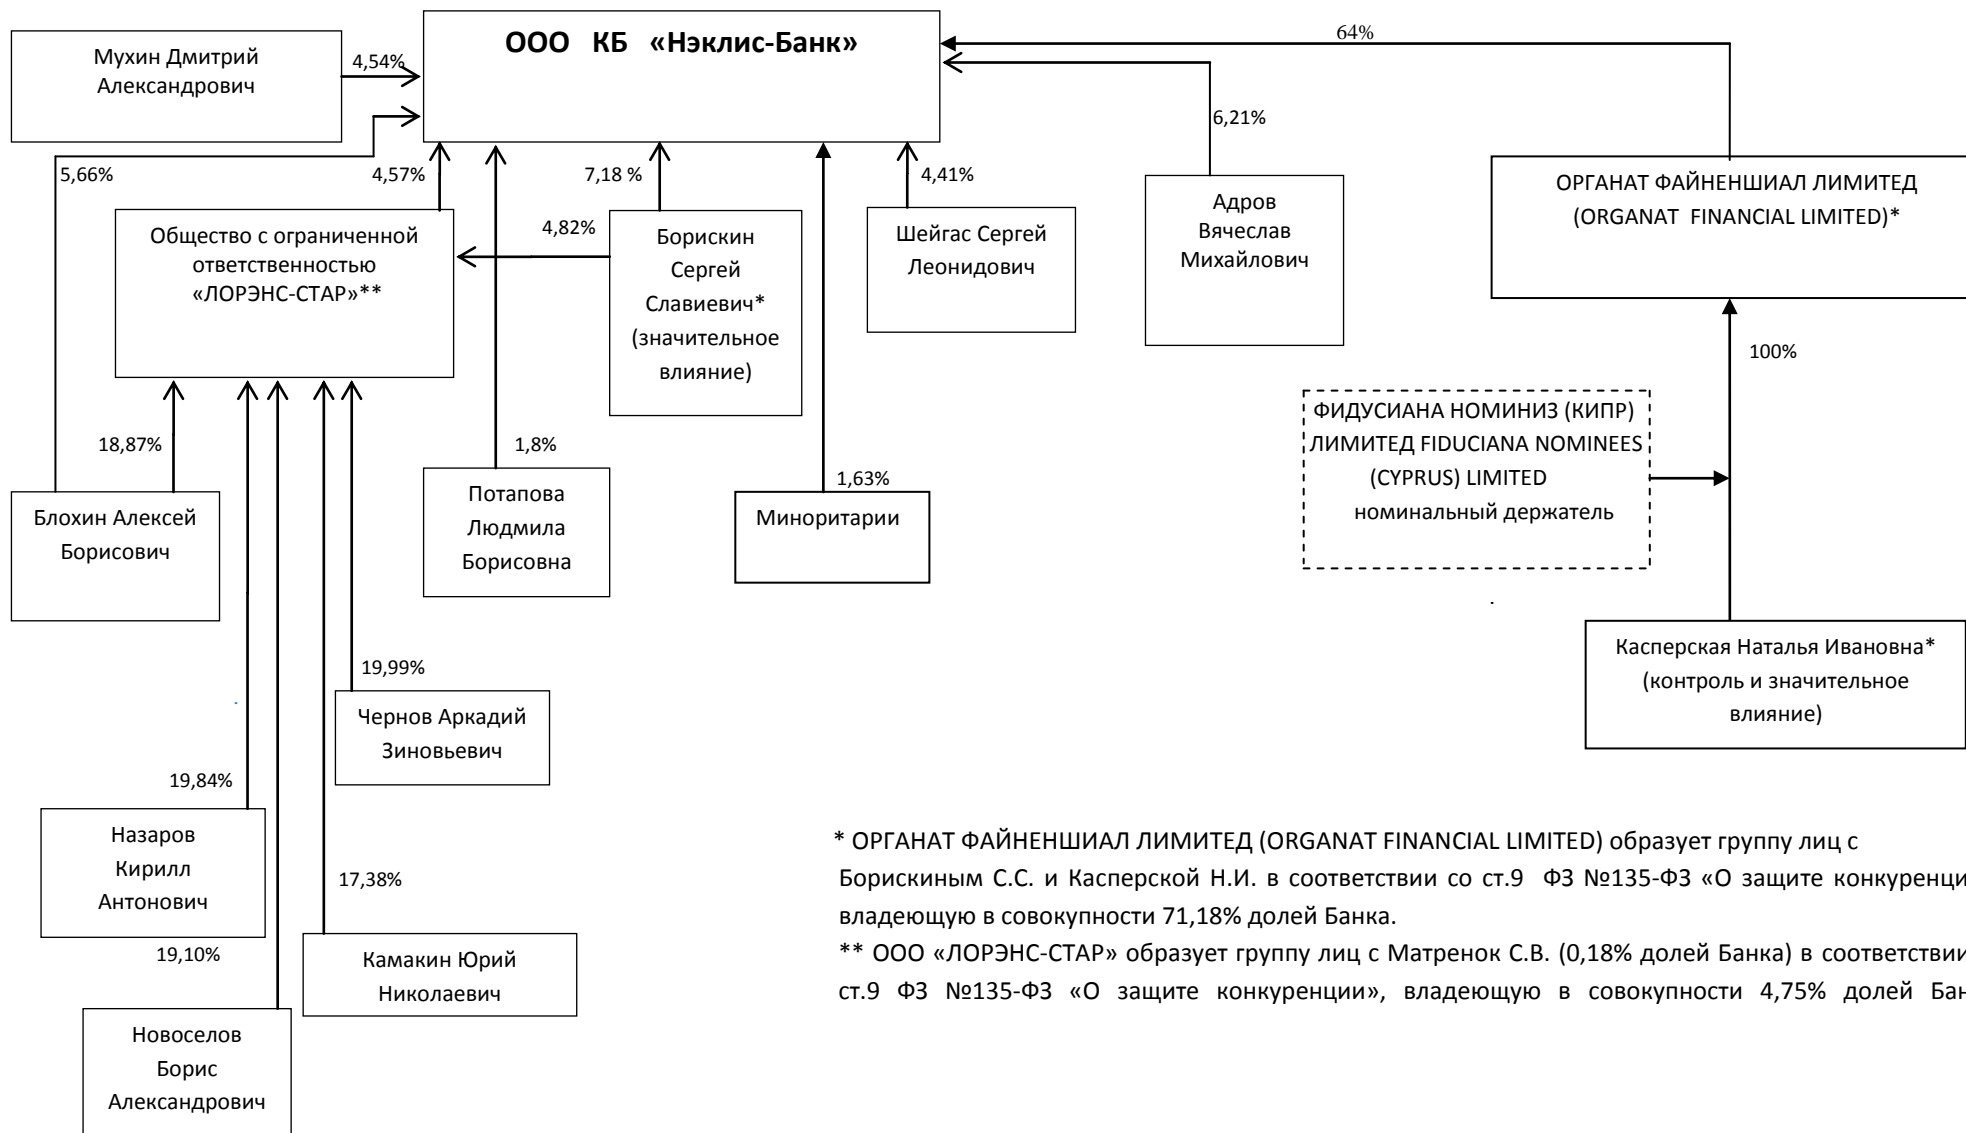 ООО КБ «Нэклис-Банк»
64%
Мухин Дмитрий
Александрович
4,54%
6,21%
5,66%
4,57%
7,18 %
4,41%
ОРГАНАТ ФАЙНЕНШИАЛ ЛИМИТЕД
(ORGANAT FINANCIAL LIMITED)*
Адров
Вячеслав
Михайлович
Общество с ограниченной
ответственностью
«ЛОРЭНС-СТАР»**
4,82%
Борискин
Сергей
Славиевич*
(значительное
влияние)
Шейгас Сергей
Леонидович
100%
ФИДУСИАНА НОМИНИЗ (КИПР)
ЛИМИТЕД FIDUCIANA NOMINEES
(CYPRUS) LIMITED
номинальный держатель
18,87%
1,8%
1,63%
Блохин Алексей
Борисович
Потапова
Людмила
Борисовна
Миноритарии
Касперская Наталья Ивановна*
(контроль и значительное
влияние)
19,99%
Чернов Аркадий
Зиновьевич
19,84%
Назаров
Кирилл
Антонович
17,38%
19,10%
Камакин Юрий
Николаевич
Новоселов
Борис
Александрович
* ОРГАНАТ ФАЙНЕНШИАЛ ЛИМИТЕД (ORGANAT FINANCIAL LIMITED) образует группу лиц с
Борискиным С.С. и Касперской Н.И. в соответствии со ст.9 ФЗ №135-ФЗ «О защите конкуренци
владеющую в совокупности 71,18% долей Банка.
** ООО «ЛОРЭНС-СТАР» образует группу лиц с Матренок С.В. (0,18% долей Банка) в соответствии
ст.9 ФЗ №135-ФЗ «О защите конкуренции», владеющую в совокупности 4,75% долей Бан